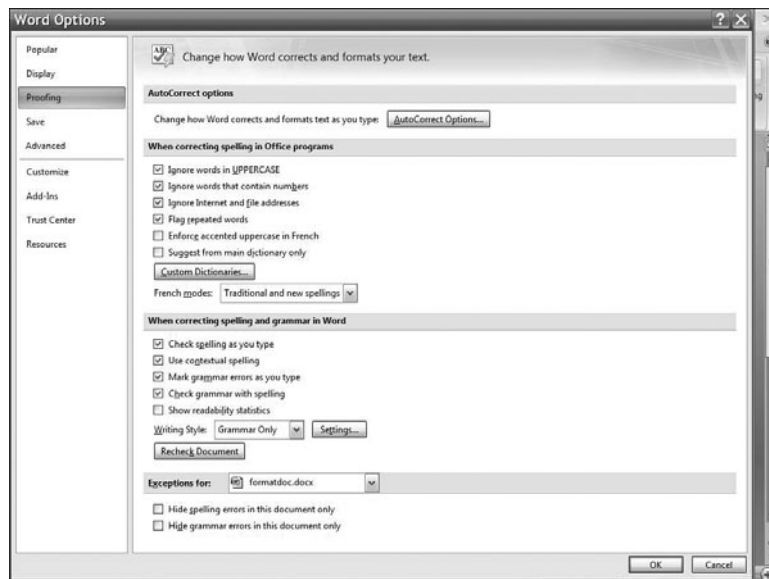 Word Options
Popular
Display
Proofing
Save
Advanced
Customize
Add-Ins
Trust Center
Resources
ABC
Change how Word corrects and formats your text.
AutoCorrect options
Change how Word corrects and formats text as you type: AutoCorrect Options...
When correcting spelling in Office programs
Ignore words in UPPERCASE
Ignore words that contain numbers
Ignore Internet and file addresses
Flag repeated words
Enforce accented uppercase in French
Suggest from main dictionary only
Custom Dictionaries...
French modes: Traditional and new spellings
When correcting spelling and grammar in Word
Check spelling as you type
Use contextual spelling
Mark grammar errors as you type
Check grammar with spelling
Show readability statistics
Writing Style: Grammar Only Settings...
Recheck Document
Exceptions for: formatdoc.docx
Hide spelling errors in this document only
Hide grammar errors in this document only
OK Cancel